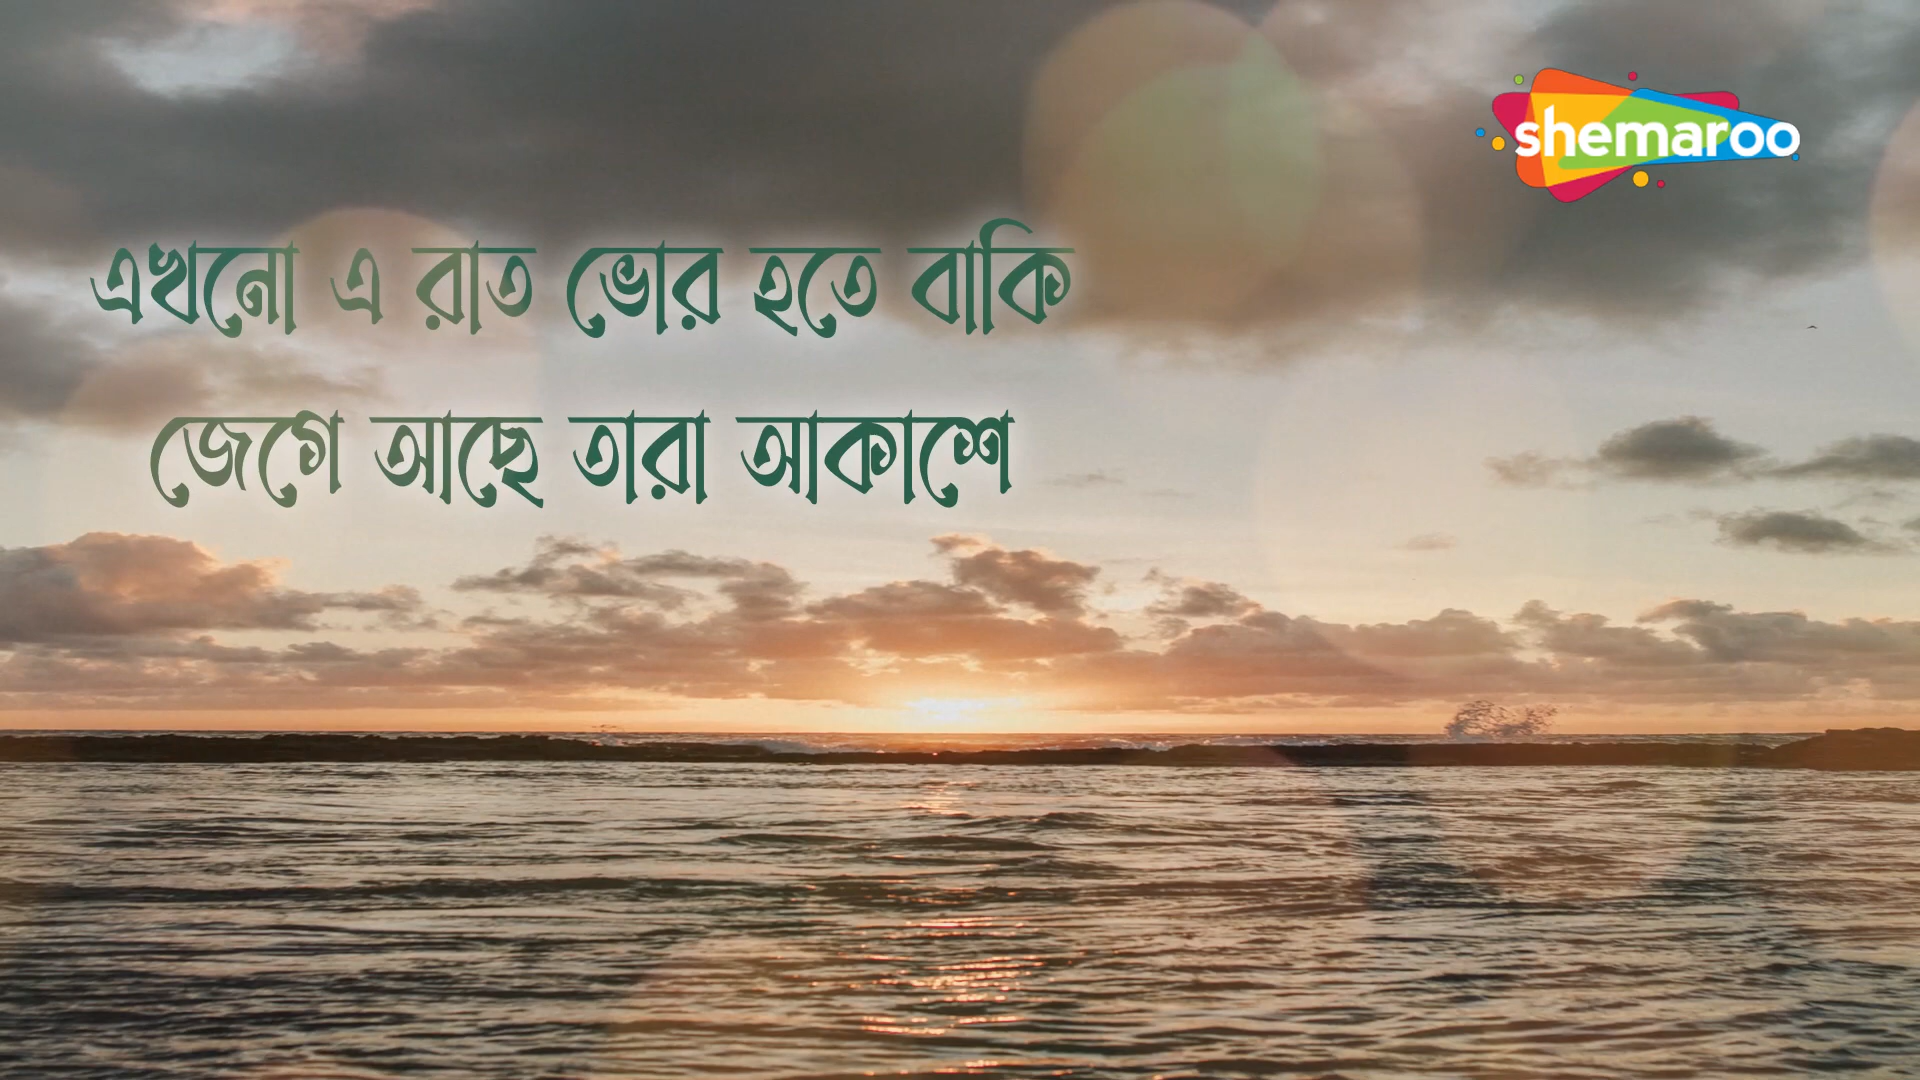 shemaroo
এখনো এ রাত ভোর হতে বাকি
জেগে আছে তারা আকাশে